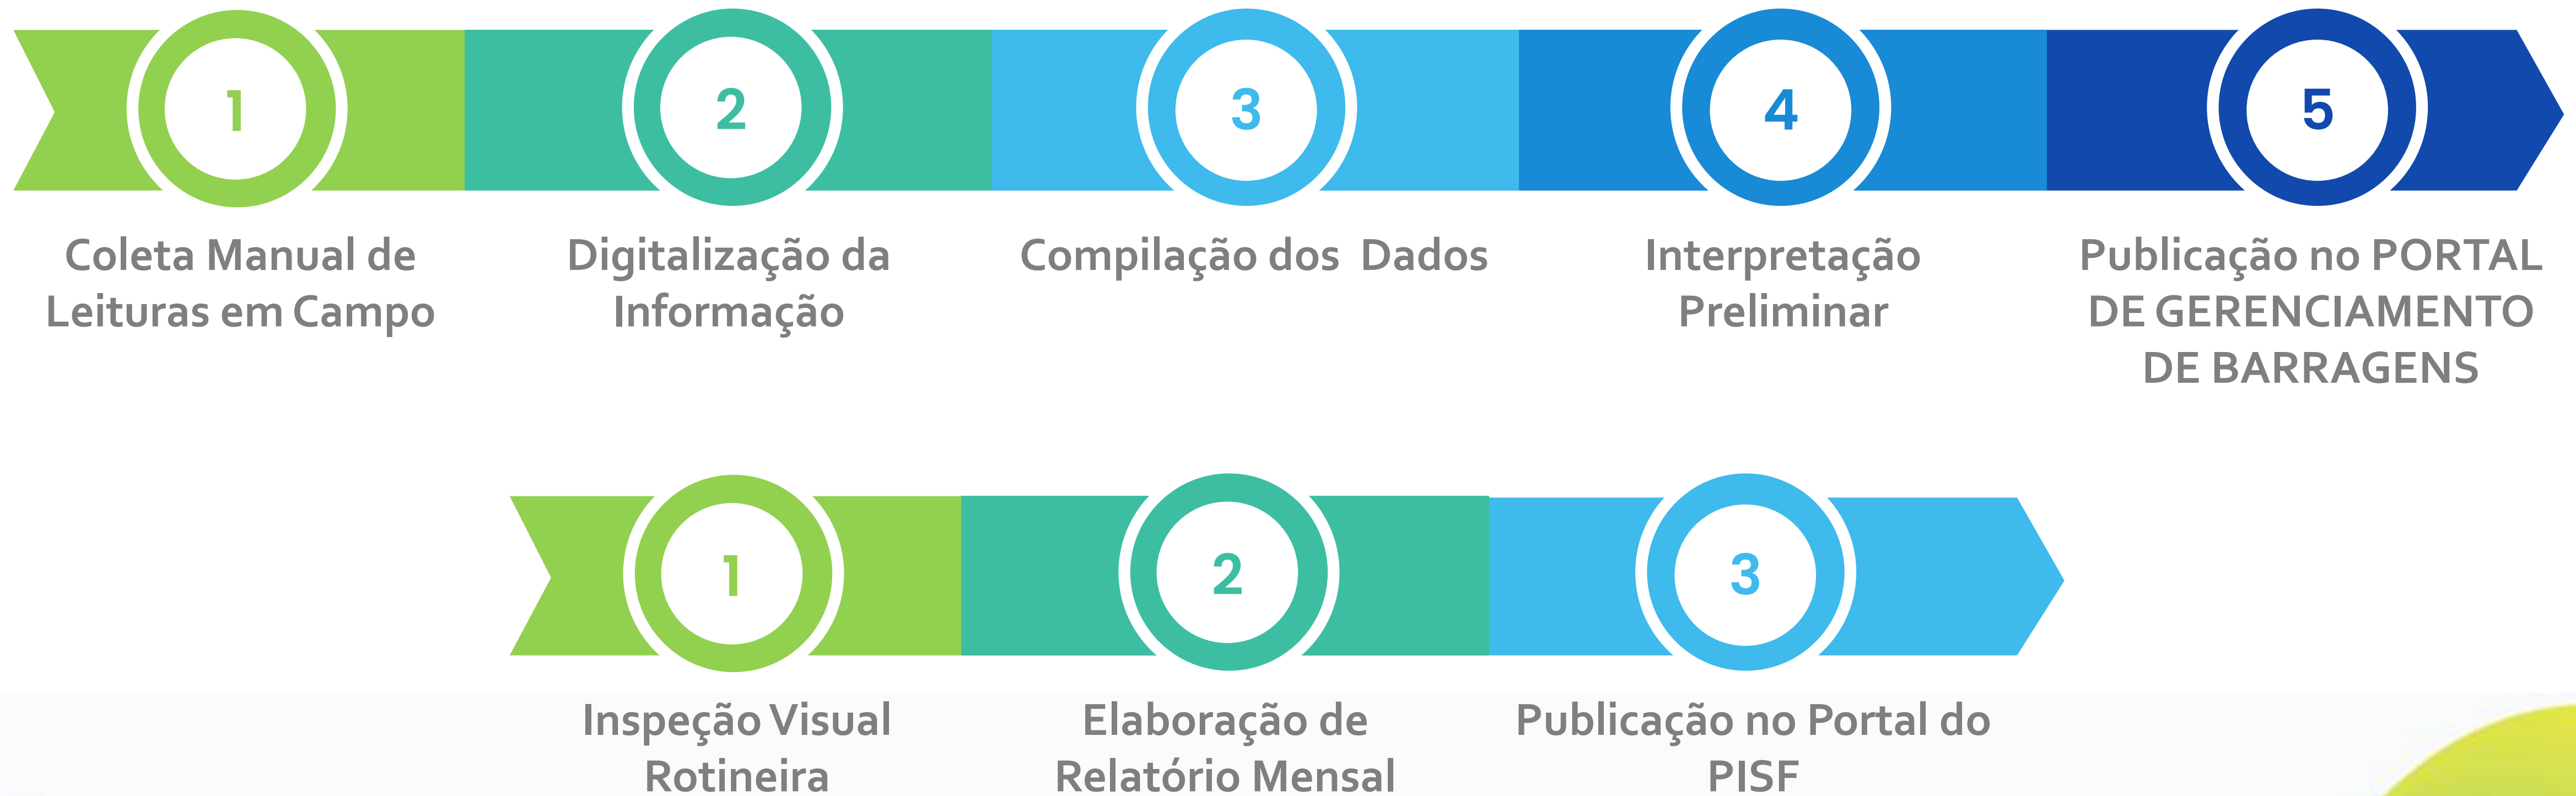 1
2
3
4
5
Coleta Manual de
Leituras em Campo
Digitalização da
Informação
Compilação dos Dados
Interpretação
Preliminar
Publicação no PORTAL
DE GERENCIAMENTO
DE BARRAGENS
1
2
3
Inspeção Visual
Rotineira
Elaboração de
Relatório Mensal
Publicação no Portal do
PISF